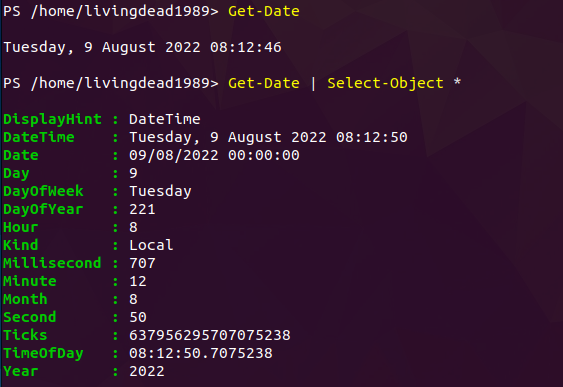 PS /home/livingdead1989> Get-Date
Tuesday, 9 August 2022 08:12:46
PS /home/livingdead1989> Get-Date | Select-Object *
DisplayHint : DateTime
DateTime    : Tuesday, 9 August 2022 08:12:50
Date        : 09/08/2022 00:00:00
Day         : 9
DayOfWeek   : Tuesday
DayOfYear   : 221
Hour        : 8
Kind        : Local
Millisecond : 707
Minute      : 12
Month       : 8
Second      : 50
Ticks       : 637956295707075238
TimeOfDay   : 08:12:50.7075238
Year        : 2022